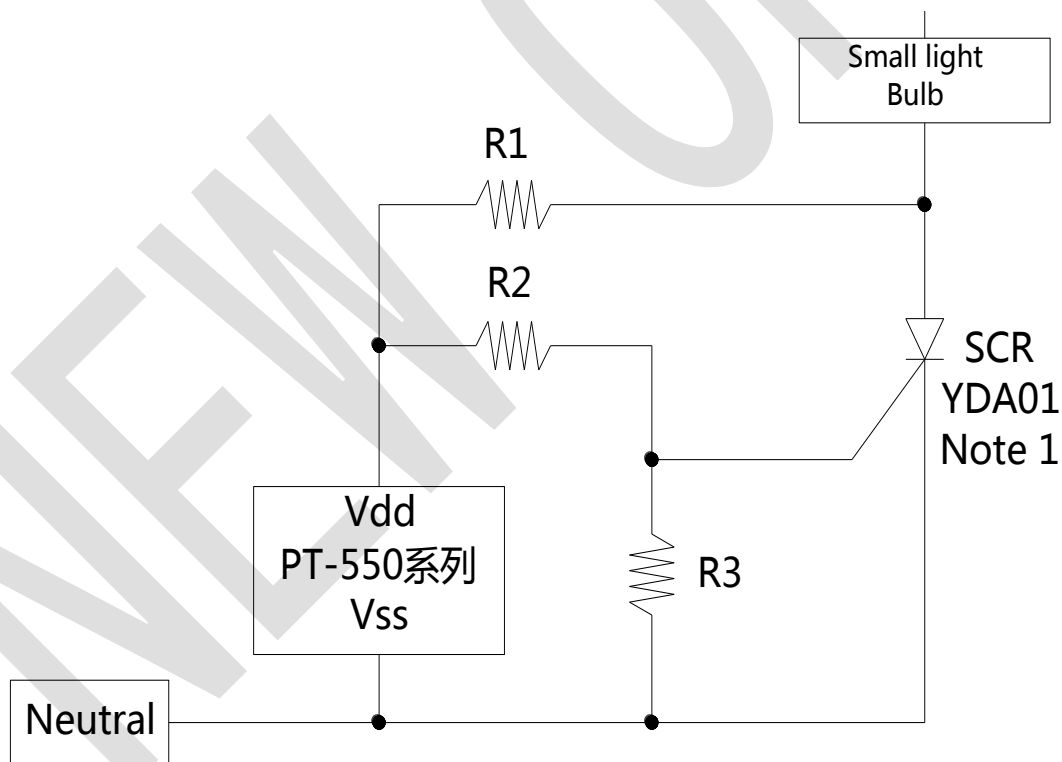 Small light
Bulb
R1
R2
SCR
YDA01
Note 1
Vdd
PT-550系列
Vss
R3
Neutral
NEW